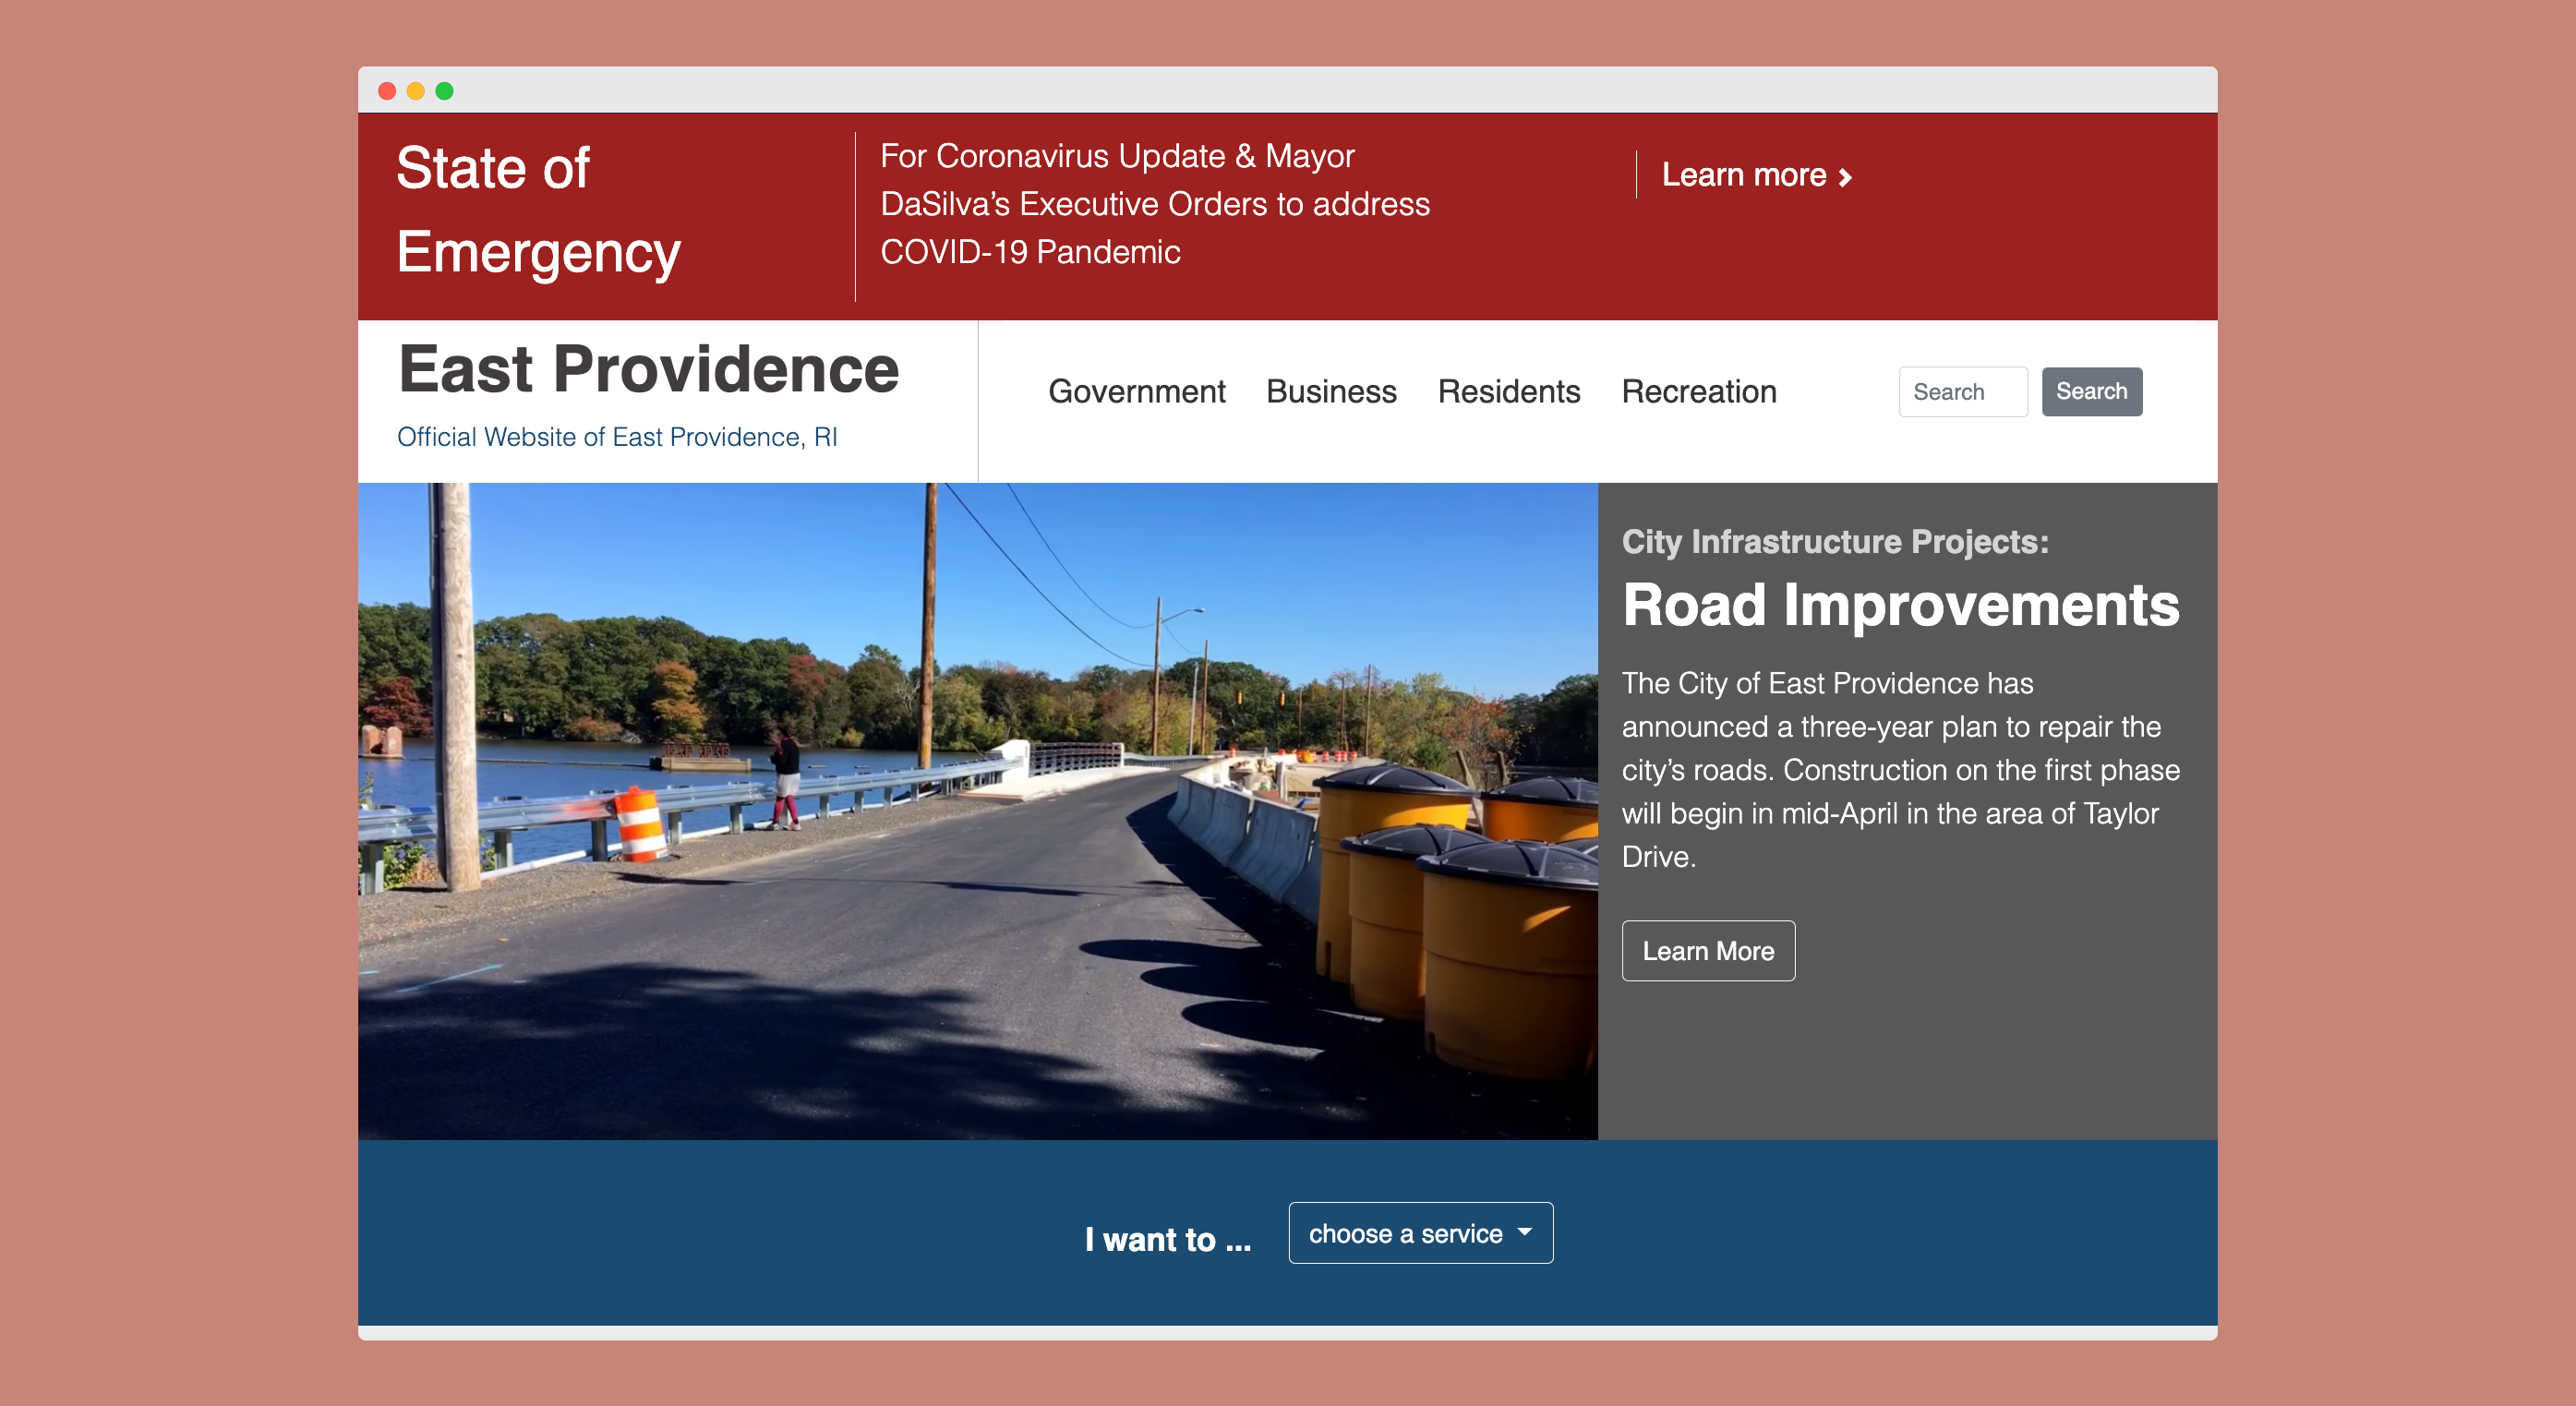 State of
Emergency
For Coronavirus Update & Mayor
DaSilva’s Executive Orders to address
COVID-19 Pandemic
Learn more
East Providence
Official Website of East Providence, RI
Government Business Residents Recreation Search Search
City Infrastructure Projects:
Road Improvements
The City of East Providence has
announced a three-year plan to repair the
city’s roads. Construction on the first phase
will begin in mid-April in the area of Taylor
Drive.
Learn More
I want to ... choose a service